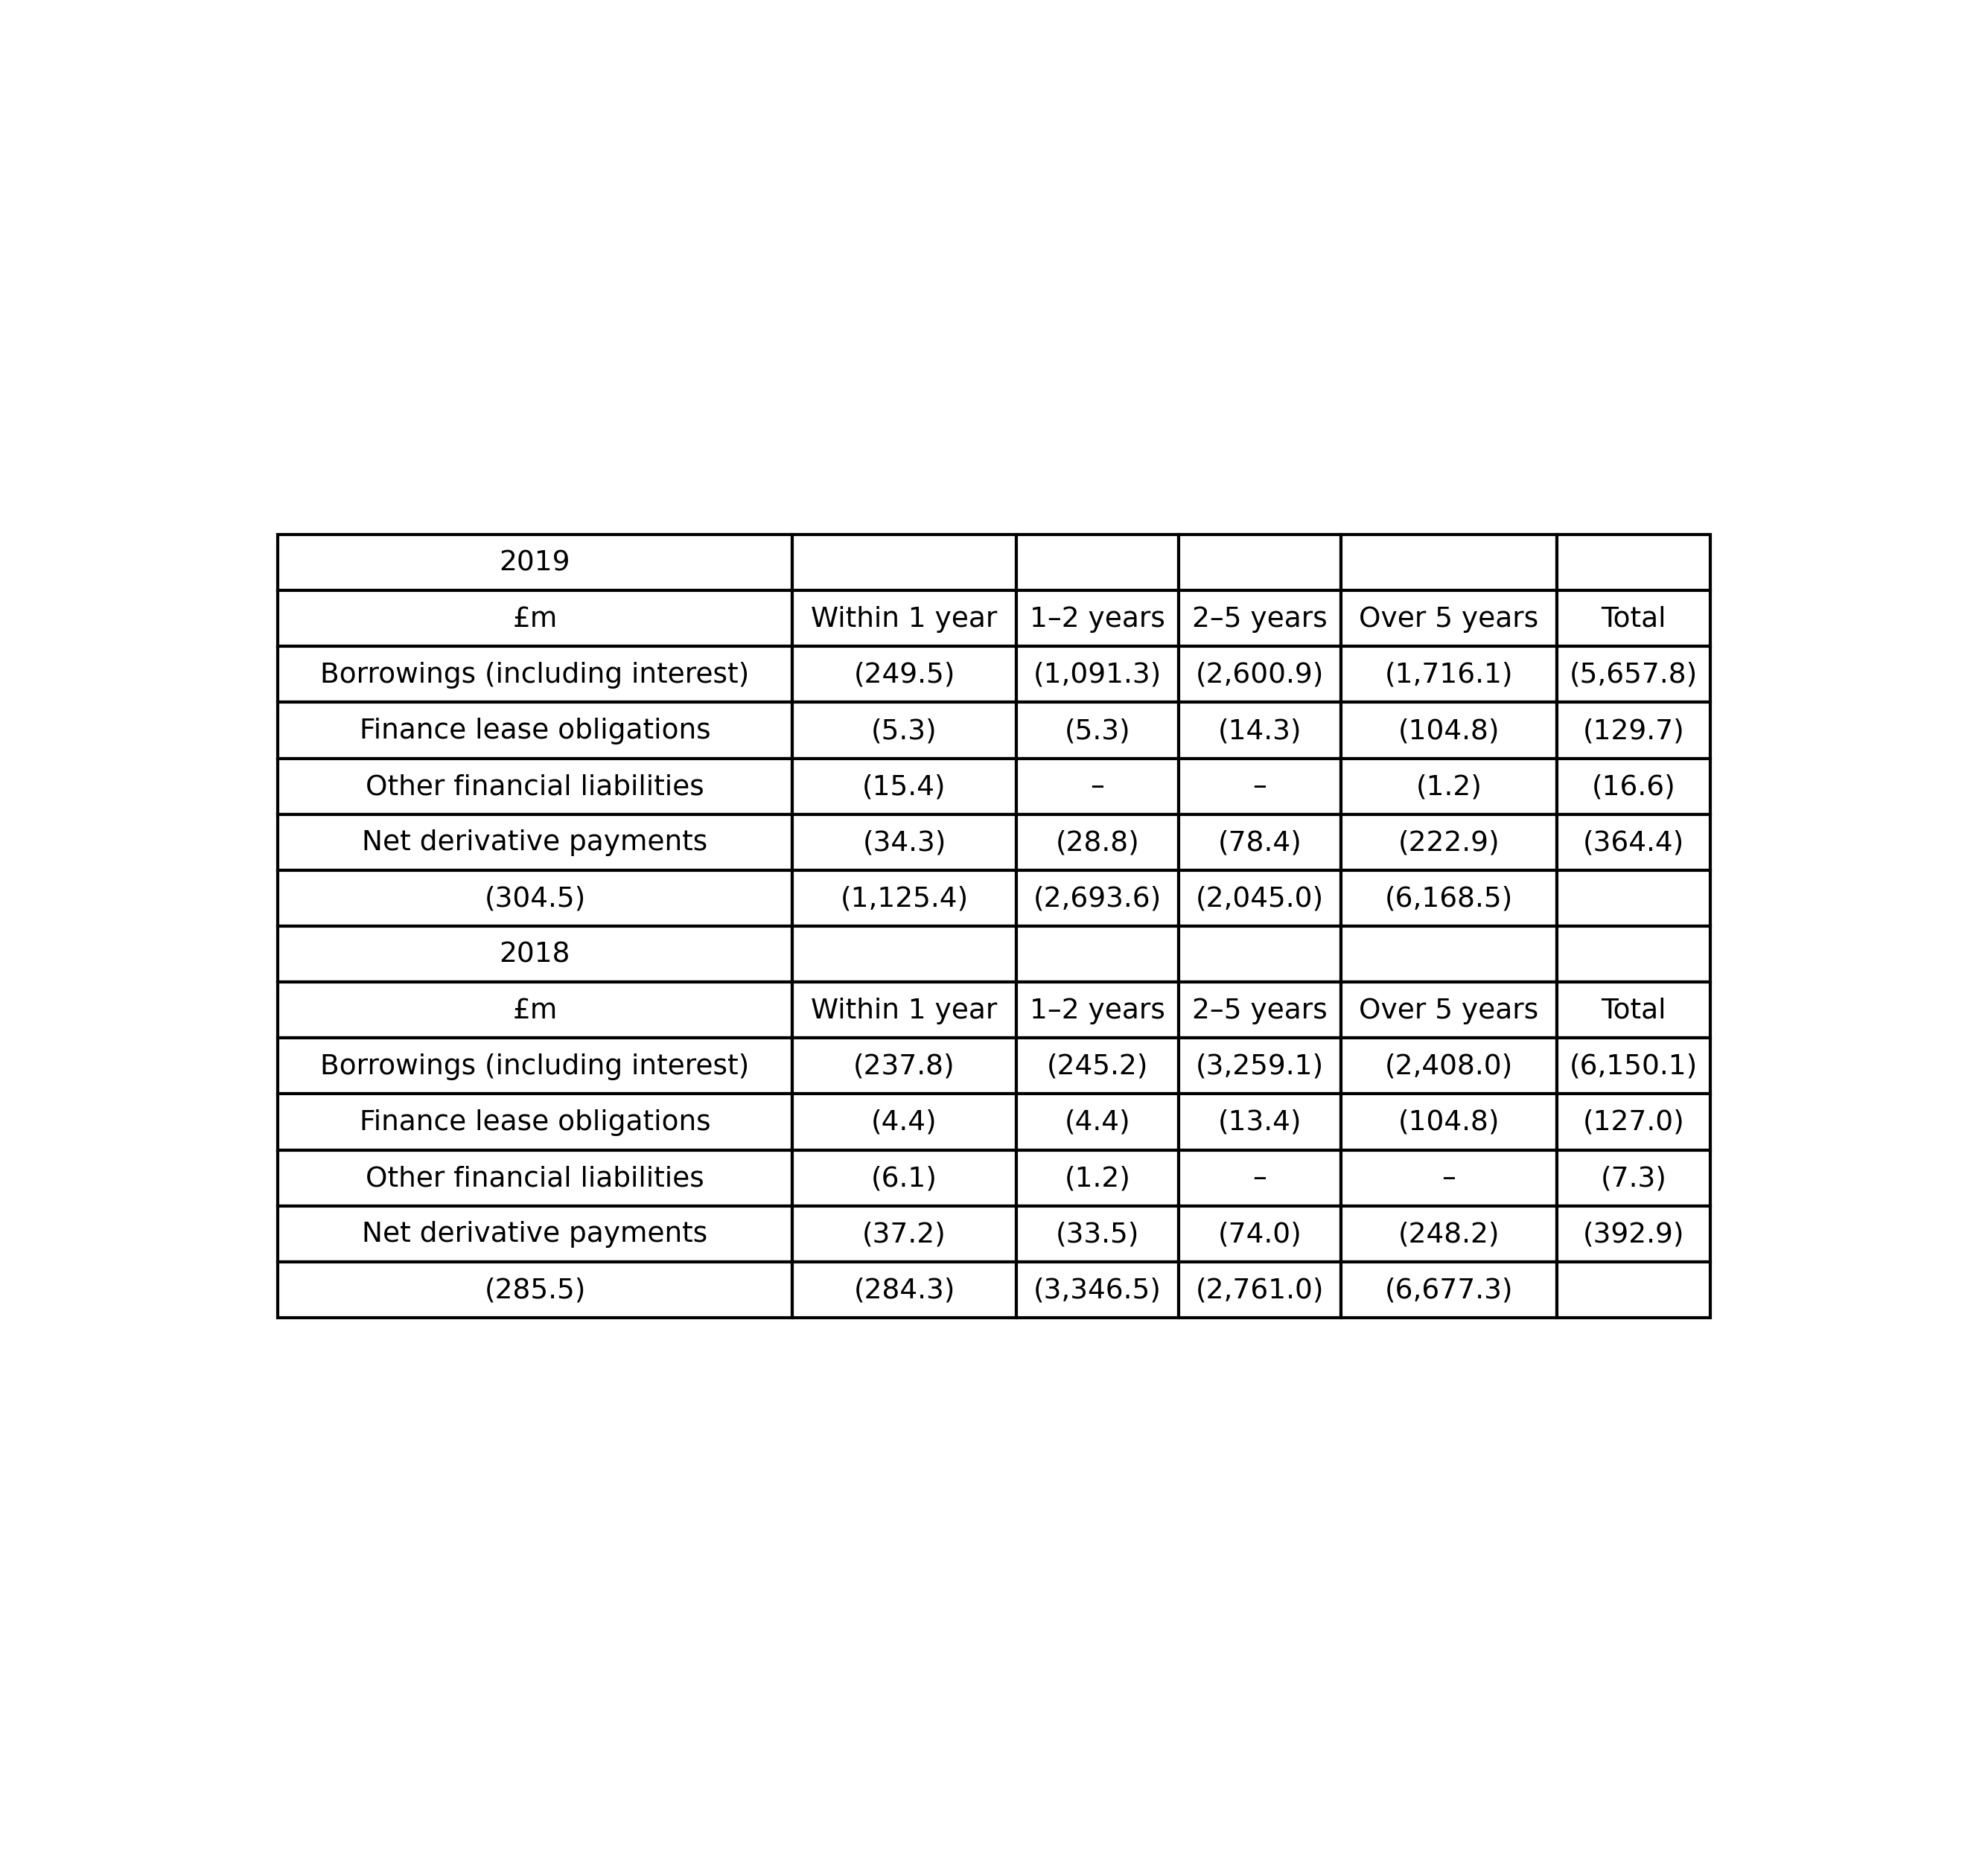 2019
£m Within 1 year 1–2 years 2–5 years Over 5 years Total
Borrowings (including interest) (249.5) (1,091.3) (2,600.9) (1,716.1) (5,657.8)
Finance lease obligations (5.3) (5.3) (14.3) (104.8) (129.7)
Other financial liabilities (15.4) – – (1.2) (16.6)
Net derivative payments (34.3) (28.8) (78.4) (222.9) (364.4)
(304.5) (1,125.4) (2,693.6) (2,045.0) (6,168.5)
2018
£m Within 1 year 1–2 years 2–5 years Over 5 years Total
Borrowings (including interest) (237.8) (245.2) (3,259.1) (2,408.0) (6,150.1)
Finance lease obligations (4.4) (4.4) (13.4) (104.8) (127.0)
Other financial liabilities (6.1) (1.2) – – (7.3)
Net derivative payments (37.2) (33.5) (74.0) (248.2) (392.9)
(285.5) (284.3) (3,346.5) (2,761.0) (6,677.3)